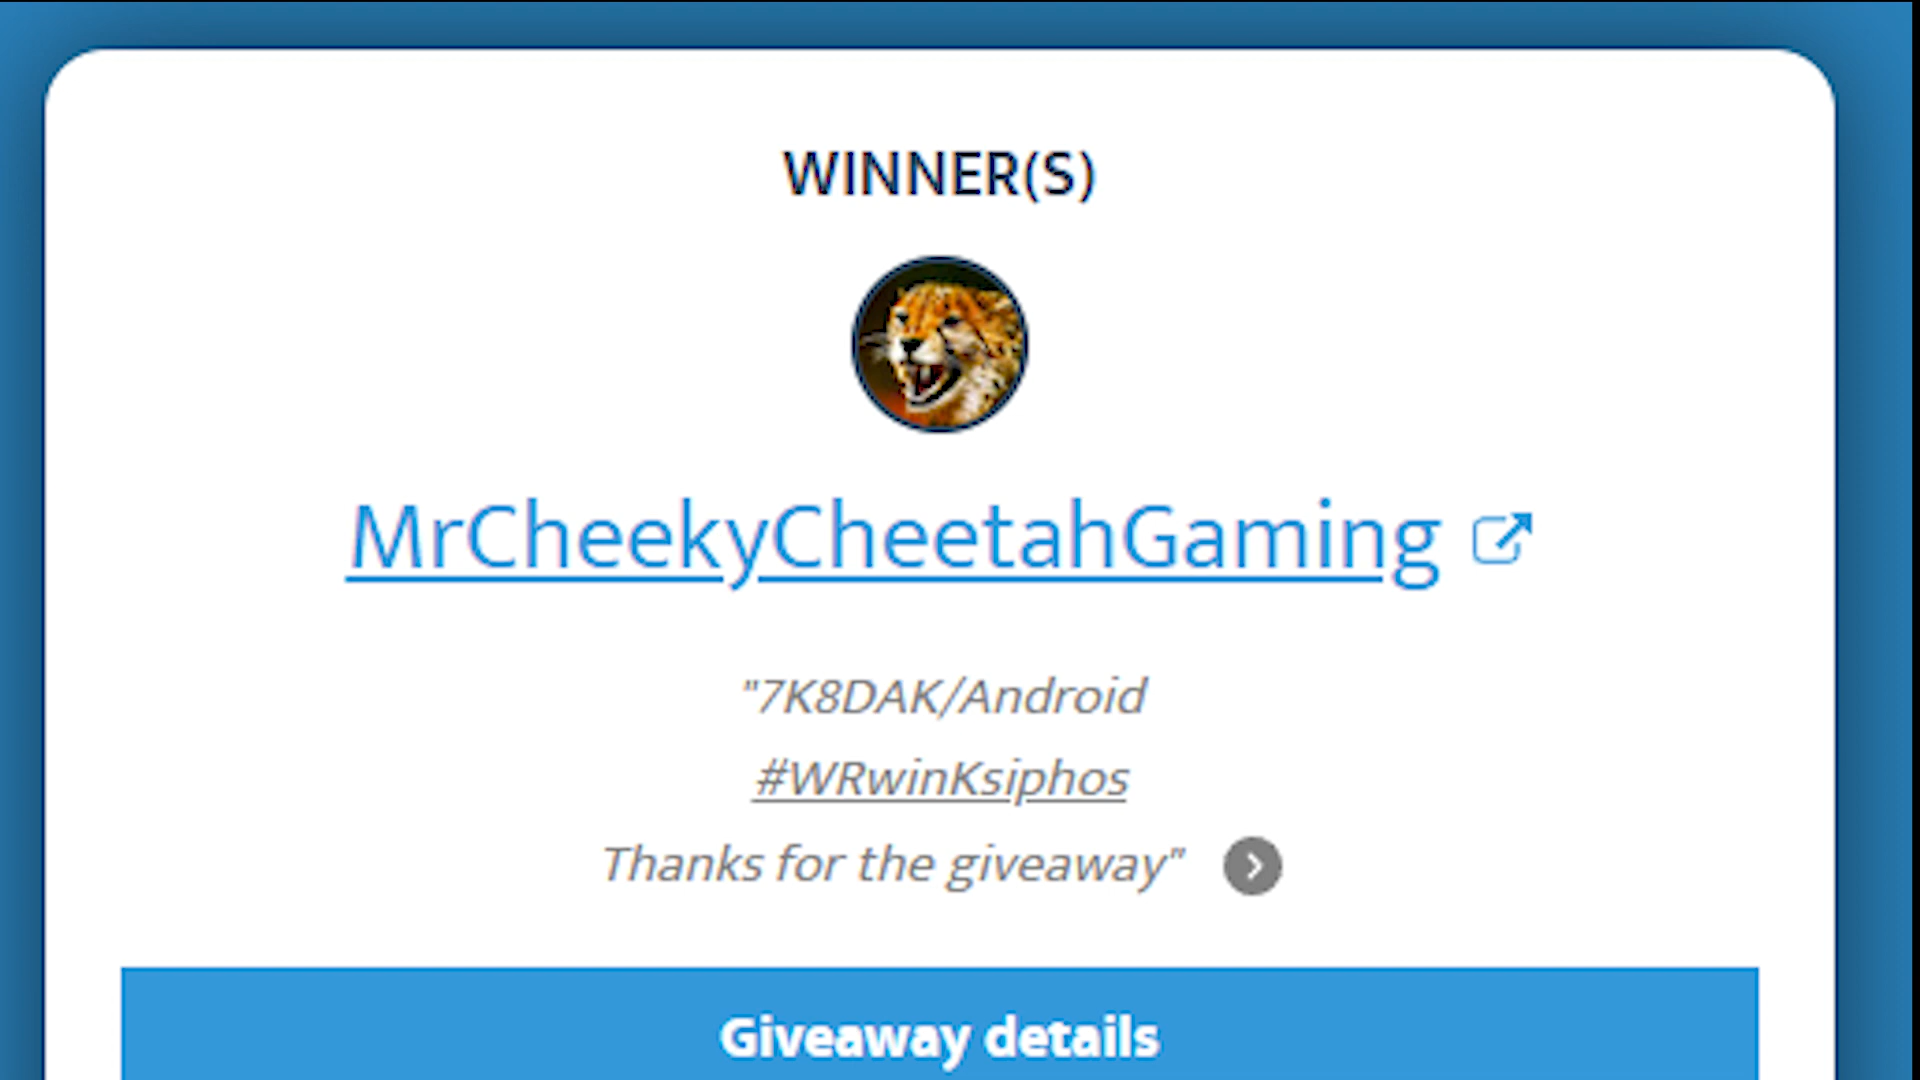 WINNER(S)
MrCheekyCheetahGaming
"7K8DAK/Android
#WRwinKsiphos
Thanks for the giveaway"
Giveaway details